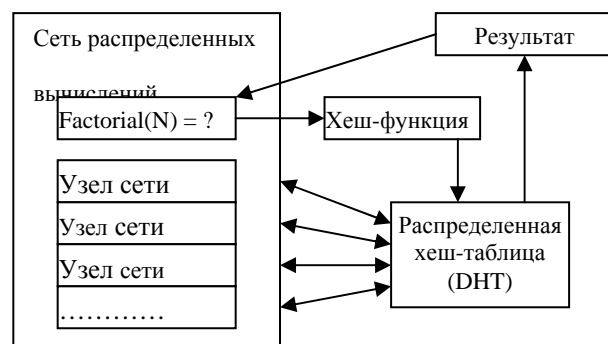 Сеть распределенных
вычислений
Factorial(N) = ?
Узел сети
Узел сети
Узел сети
…………
Хеш-функция
Результат
Распределенная
хеш-таблица
(DHT)